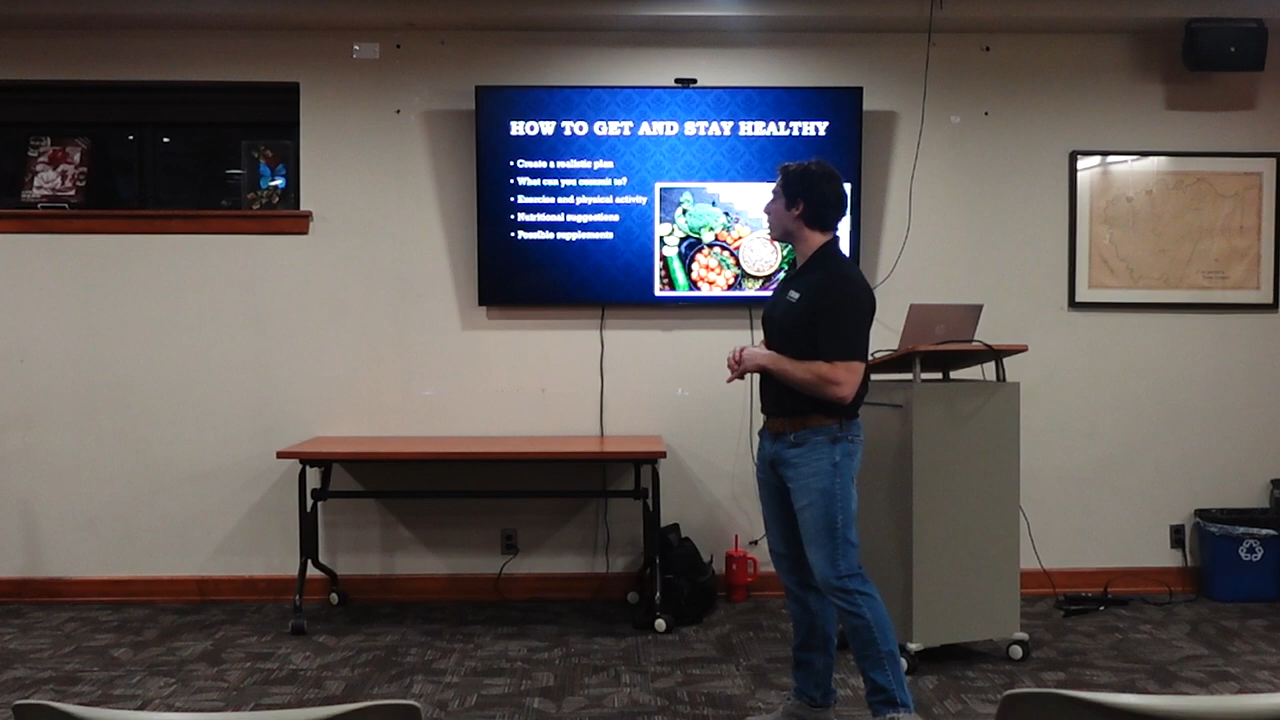 HOW TO GET AND STAY HEALTHY
• Create a realistic plan
• What can you commit to?
• Exercise and physical activity
• Nutritional suggestions
• Possible supplements